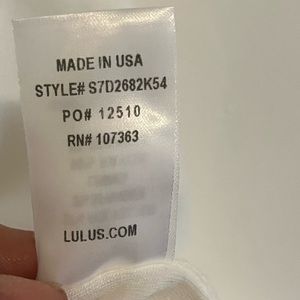 MADE IN USA
STYLE# S7D2682K54
PO# 12510
RN# 107363
LULUS.COM